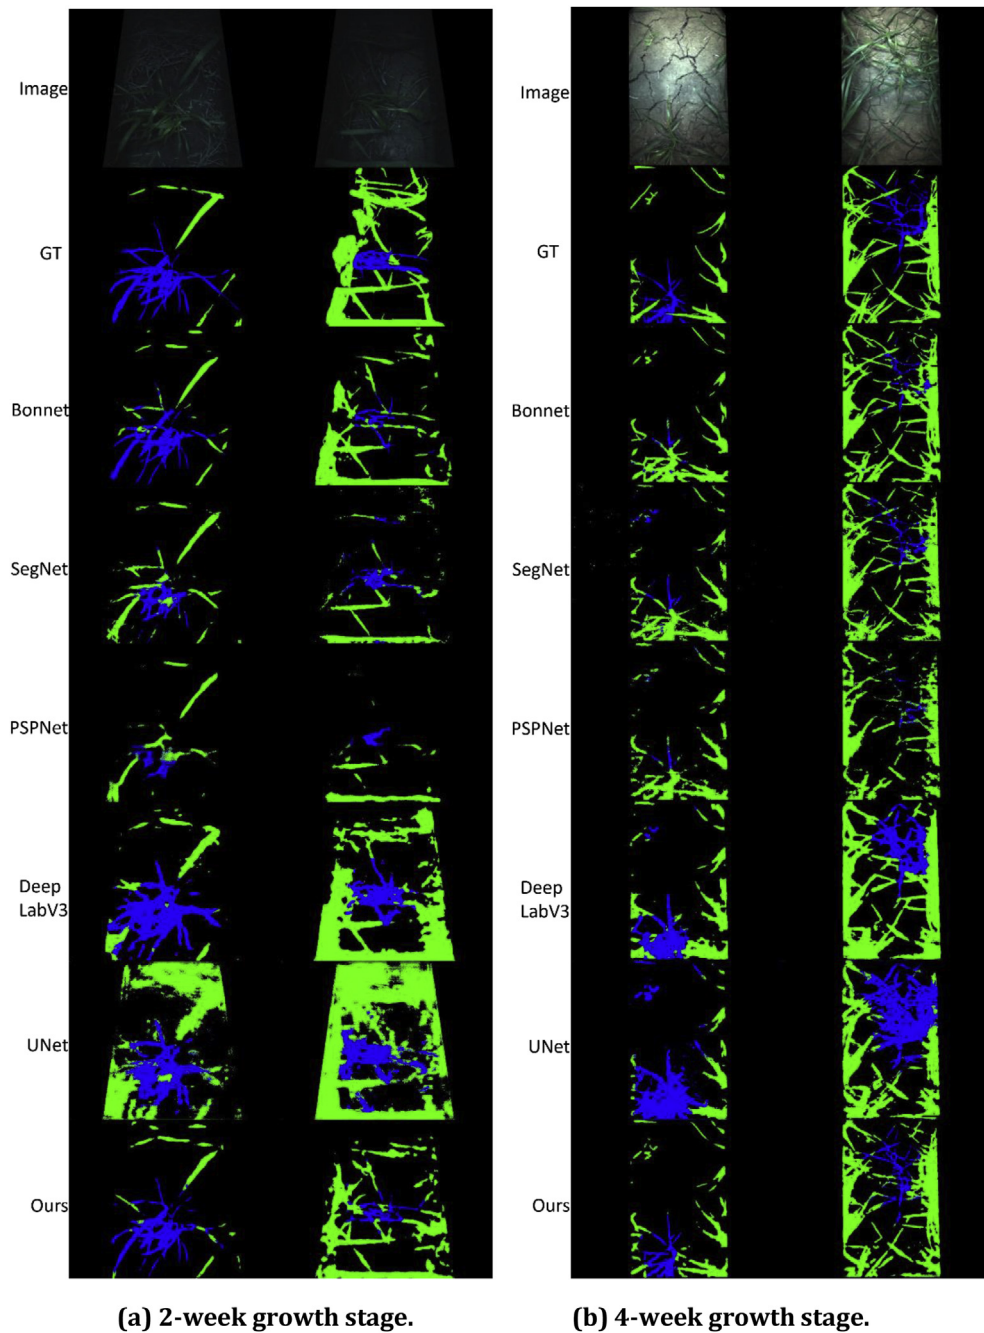 Image
GT
Bonnet
SegNet
PSPNet
Deep
LabV3
UNet
Ours
(a) 2-week growth stage.
Image
GT
Bonnet
SegNet
PSPNet
Deep
LabV3
UNet
Ours
(b) 4-week growth stage.